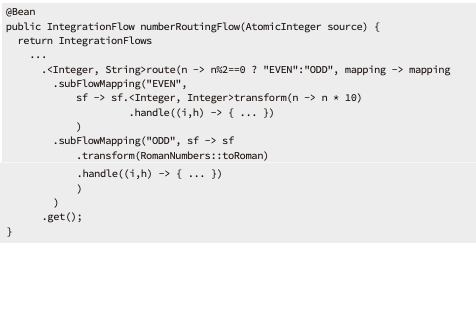 @Bean
public IntegrationFlow numberRoutingFlow(AtomicInteger source) {
  return IntegrationFlows
    ...
      .<Integer, String>route(n -> n%2==0 ? "EVEN":"ODD", mapping -> mapping
        .subFlowMapping("EVEN",
            sf -> sf.<Integer, Integer>transform(n -> n * 10)
                    .handle((i,h) -> { ... })
            )
        .subFlowMapping("ODD", sf -> sf
            .transform(RomanNumbers::toRoman)
            .handle((i,h) -> { ... })
            )
        )
      .get();
}